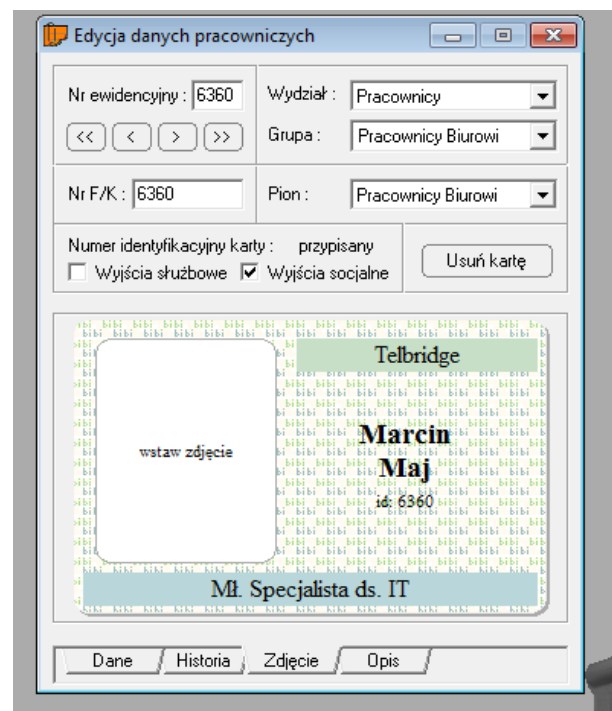 Edycja danych pracowniczych
Nr ewidencyjny : 6360
Wydział : Pracownicy
<< < > >>
Grupa : Pracownicy Biurowi
Nr F/K : 6360
Pion : Pracownicy Biurowi
Numer identyfikacyjny karty : przypisany
Wyjścia służbowe Wyjścia socjalne
Usuń kartę
Telbridge
wstaw zdjęcie
Marcin
Maj
id: 6360
Mł. Specjalista ds. IT
Dane Historia Zdjęcie Opis